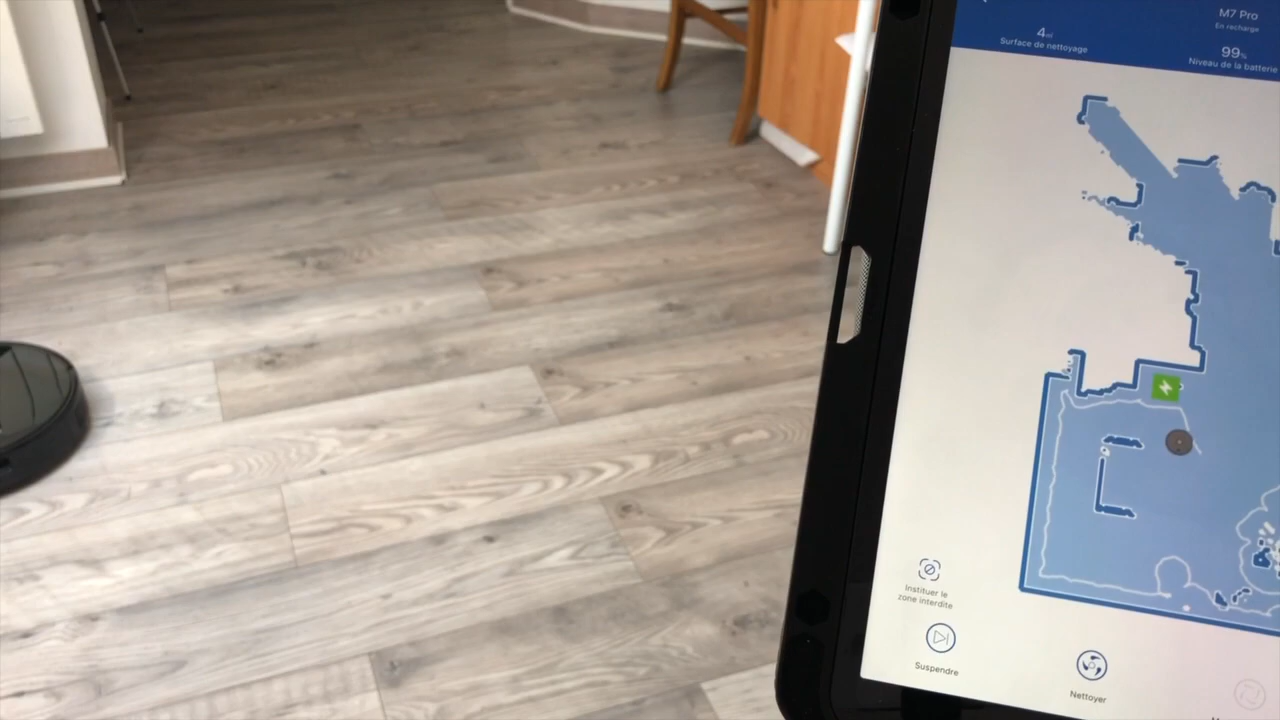 M7 Pro
En recharge
4㎡
Surface de nettoyage
99%
Niveau de la batterie
Instituer le
zone interdite
Suspendre
Nettoyer